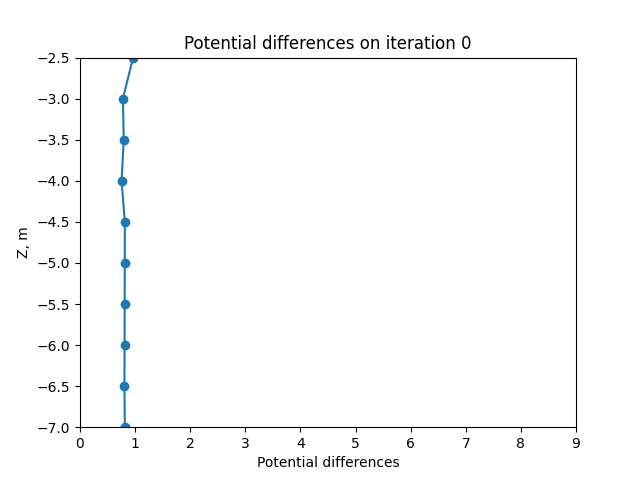 Potential differences on iteration 0
−2.5
−3.0
−3.5
−4.0
−4.5
−5.0
−5.5
−6.0
−6.5
−7.0
Z, m
0 1 2 3 4 5 6 7 8 9
Potential differences